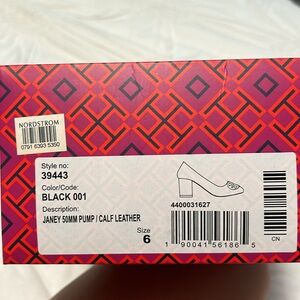 NORDSTROM
0791 6393 5350
Style no:
39443
Color/Code:
BLACK 001
Description:
JANEY 50MM PUMP / CALF LEATHER
Size
6
4400031627
1 90041 56186 5
CN